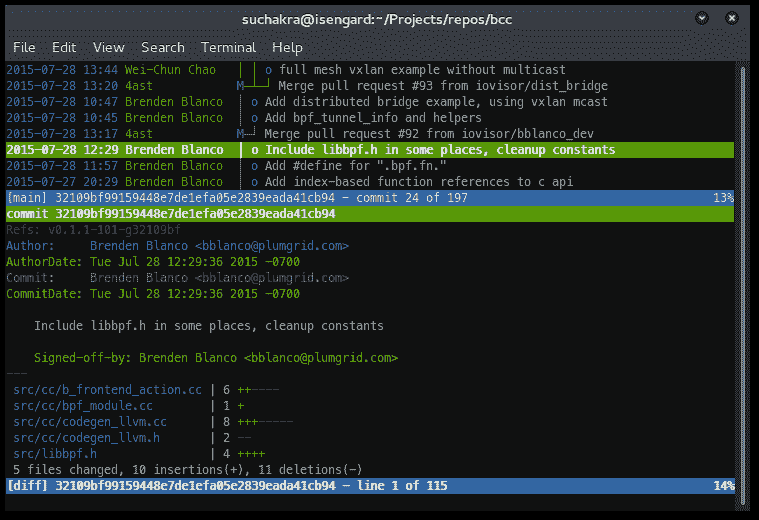 suchakra@isengard:~/Projects/repos/bcc
File Edit View Search Terminal Help
2015-07-28 13:44 Wei-Chun Chao │ │ o full mesh vxlan example without multicast
2015-07-28 13:20 4ast M─┴─┘ Merge pull request #93 from iovisor/dist_bridge
2015-07-28 10:47 Brenden Blanco │ o Add distributed bridge example, using vxlan mcast
2015-07-28 10:45 Brenden Blanco │ o Add bpf_tunnel_info and helpers
2015-07-28 13:17 4ast M─┘ Merge pull request #92 from iovisor/bblanco_dev
2015-07-28 12:29 Brenden Blanco │ o Include libbpf.h in some places, cleanup constants
2015-07-28 11:57 Brenden Blanco │ o Add #define for ".bpf.fn."
2015-07-27 20:29 Brenden Blanco │ o Add index-based function references to c api
[main] 32109bf99159448e7de1efa05e2839eada41cb94 - commit 24 of 197 13%
commit 32109bf99159448e7de1efa05e2839eada41cb94
Refs: v0.1.1-101-g32109bf
Author: Brenden Blanco <bblanco@plumgrid.com>
AuthorDate: Tue Jul 28 12:29:36 2015 -0700
Commit: Brenden Blanco <bblanco@plumgrid.com>
CommitDate: Tue Jul 28 12:29:36 2015 -0700
Include libbpf.h in some places, cleanup constants
Signed-off-by: Brenden Blanco <bblanco@plumgrid.com>
---
src/cc/b_frontend_action.cc | 6 ++----
src/cc/bpf_module.cc | 1 +
src/cc/codegen_llvm.cc | 8 +++-----
src/cc/codegen_llvm.h | 2 --
src/libbpf.h | 4 ++++
5 files changed, 10 insertions(+), 11 deletions(-)
[diff] 32109bf99159448e7de1efa05e2839eada41cb94 - line 1 of 115 14%